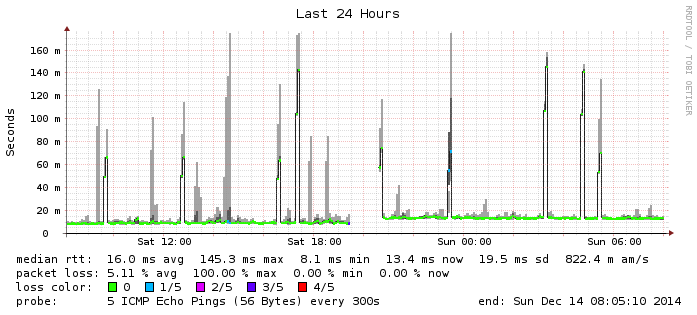 Last 24 Hours
RRDTOOL / TOBI OETIKER
Seconds
160 m
140 m
120 m
100 m
80 m
60 m
40 m
20 m
0
Sat 12:00 Sat 18:00 Sun 00:00 Sun 06:00
median rtt: 16.0 ms avg 145.3 ms max 8.1 ms min 13.4 ms now 19.5 ms sd 822.4 m am/s
packet loss: 5.11 % avg 100.00 % max 0.00 % min 0.00 % now
loss color: 0 1/5 2/5 3/5 4/5
probe: 5 ICMP Echo Pings (56 Bytes) every 300s end: Sun Dec 14 08:05:10 2014